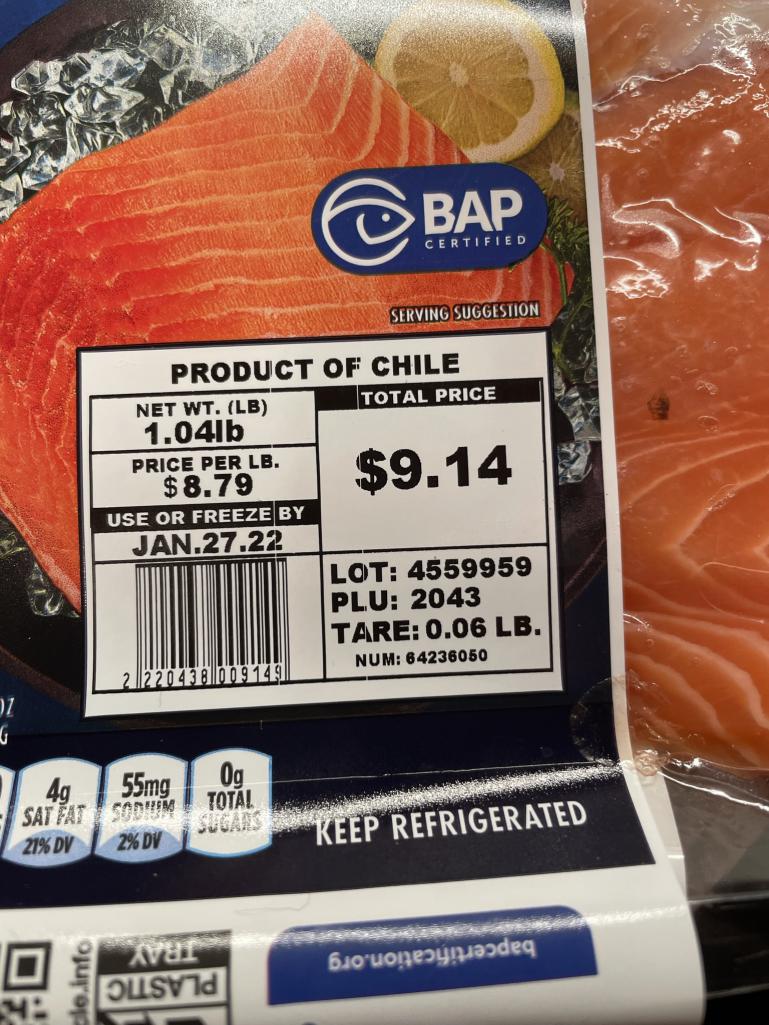 BAP
CERTIFIED
SERVING SUGGESTION
PRODUCT OF CHILE
NET WT. (LB)
1.04lb
PRICE PER LB.
$8.79
USE OR FREEZE BY
JAN.27.22
TOTAL PRICE
$9.14
LOT: 4559959
PLU: 2043
TARE: 0.06 LB.
NUM: 64236050
2 220438 009149
OZ
G
4g
SAT FAT
21% DV
55mg
SODIUM
2% DV
0g
TOTAL
SUGARS
KEEP REFRIGERATED
cle.info
PLASTIC
TRAY
bapcertification.org